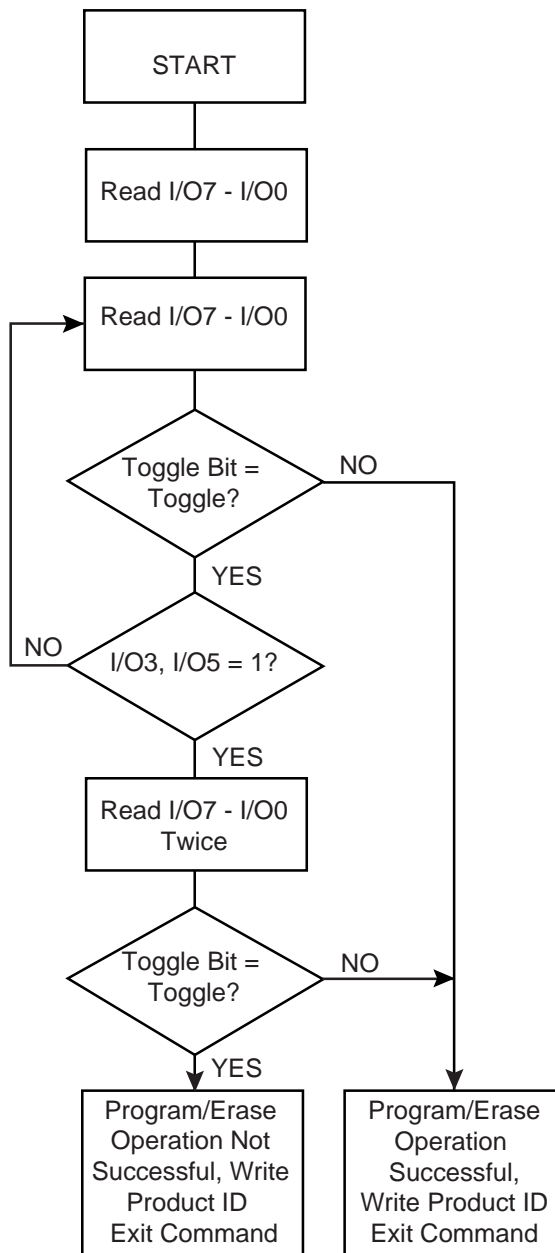 START
Read I/O7 - I/O0
Read I/O7 - I/O0
Toggle Bit =
Toggle?
NO
YES
NO
I/O3, I/O5 = 1?
YES
Read I/O7 - I/O0
Twice
Toggle Bit =
Toggle?
NO
YES
Program/Erase
Operation Not
Successful, Write
Product ID
Exit Command
Program/Erase
Operation
Successful,
Write Product ID
Exit Command